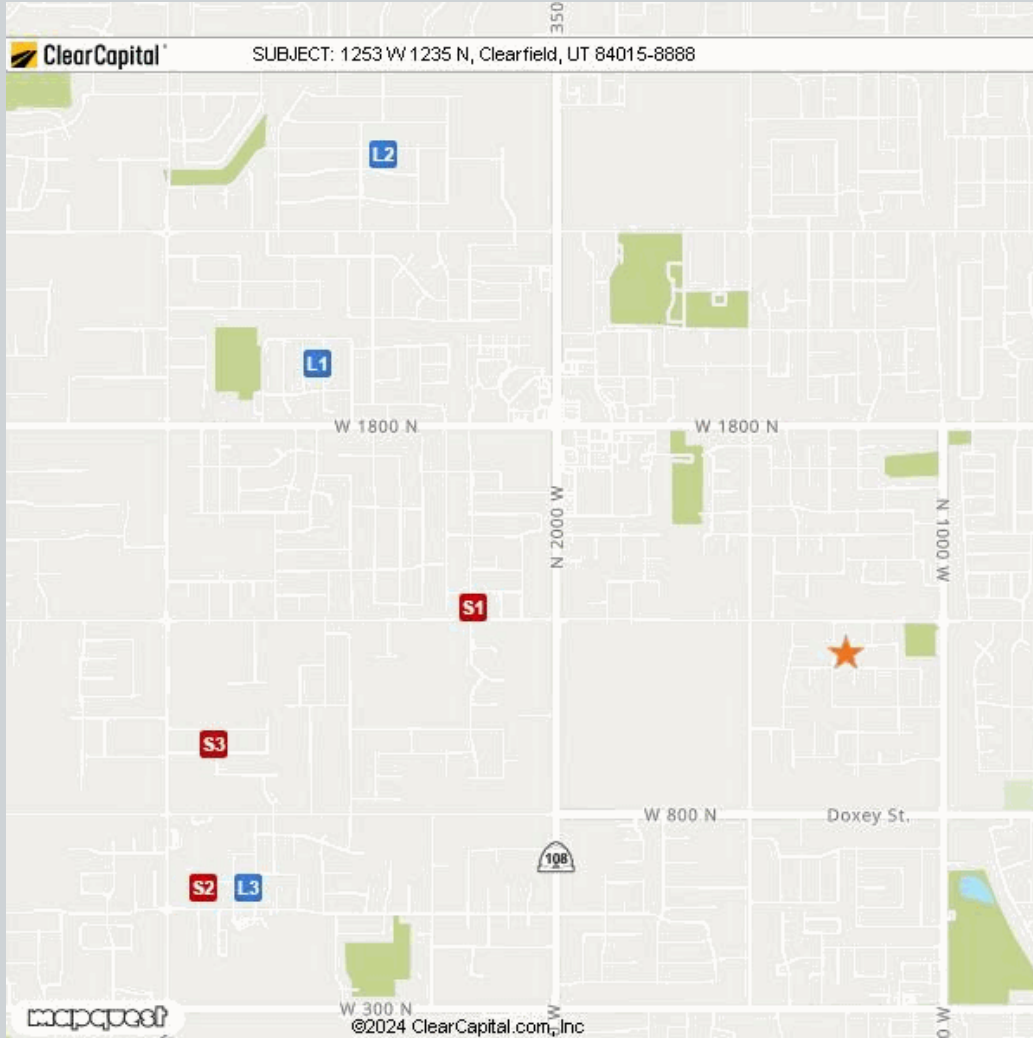 350
ClearCapital
SUBJECT: 1253 W 1235 N, Clearfield, UT 84015-8888
L2
L1
W 1800 N
W 1800 N
N 2000 W
N 1000 W
S1
S3
W 800 N
Doxey St.
108
S2
L3
W 300 N
W
W 0
mapquest
©2024 ClearCapital.com, Inc